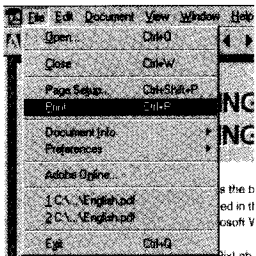 File Edit Document View Window Help
Open... Ctrl+O
Close Ctrl+W
Page Setup... Ctrl+Shift+P
Print... Ctrl+P
NG
NG
Document Info
Preferences
Adobe Online...
s the b
1 C:\...\English.pdf
ed in th
2 C:\...\English.pdf
osoft V
Exit Ctrl+Q